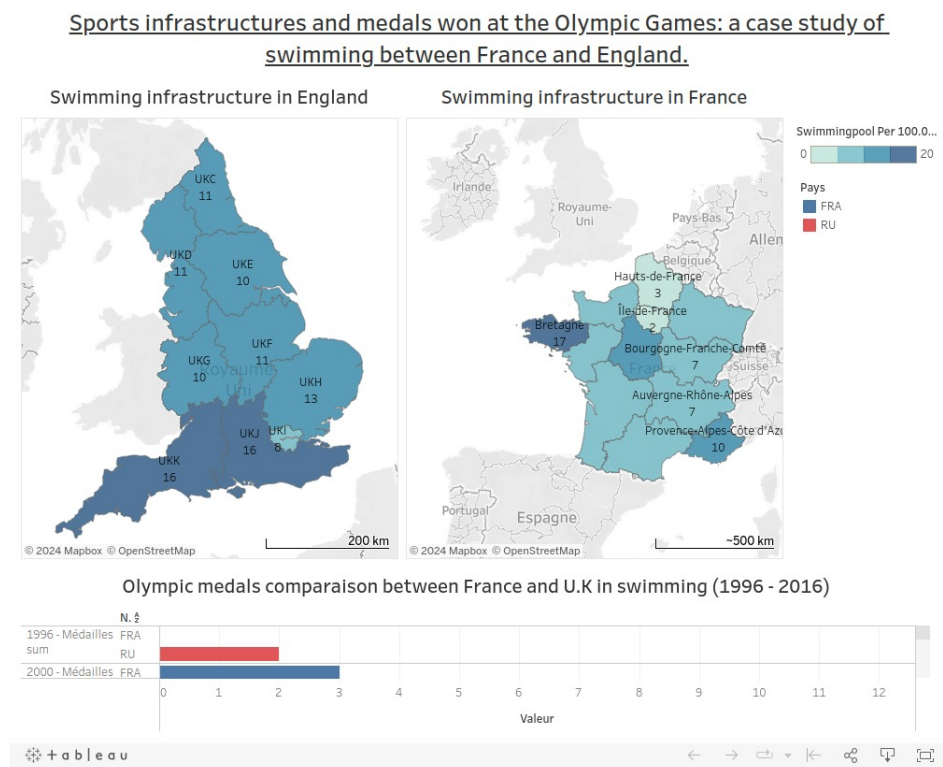 Sports infrastructures and medals won at the Olympic Games: a case study of
swimming between France and England.
Swimming infrastructure in England
Swimming infrastructure in France
Swimmingpool Per 100.0...
0
20
Pays
FRA
RU
UKC
11
UKD
11
UKE
10
UKF
11
UKG
10
Royaume-
Uni
UKH
13
UKJ
16
UKI
8
UKK
16
200 km
© 2024 Mapbox © OpenStreetMap
Irlande
Royaume-
Uni
Pays-Bas
Allen
Belgique
Hauts-de-France
3
Île-de-France
2
Bretagne
17
Bourgogne-Franche-Comté
7
France
Suisse
Auvergne-Rhône-Alpes
7
Provence-Alpes-Côte d'Azu
10
Portugal
Espagne
~500 km
© 2024 Mapbox © OpenStreetMap
Olympic medals comparaison between France and U.K in swimming (1996 - 2016)
N.
1996 - Médailles
sum
FRA
RU
2000 - Médailles
FRA
0 1 2 3 4 5 6 7 8 9 10 11 12
Valeur
+ a b | e a u